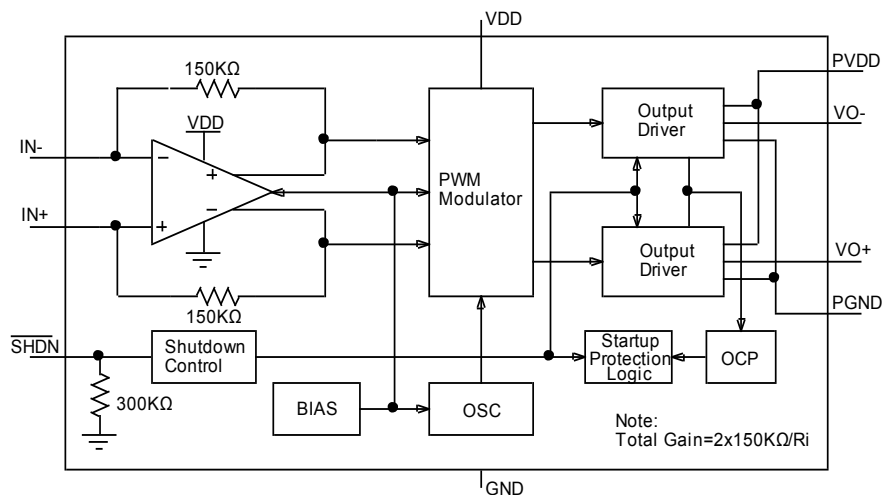 VDD
PVDD
150KΩ
Output
Driver
VO-
VDD
IN-
−
+
PWM
Modulator
IN+
+
−
Output
Driver
VO+
150KΩ
PGND
SHDN
Shutdown
Control
Startup
Protection
Logic
OCP
300KΩ
BIAS
OSC
Note:
Total Gain=2x150KΩ/Ri
GND